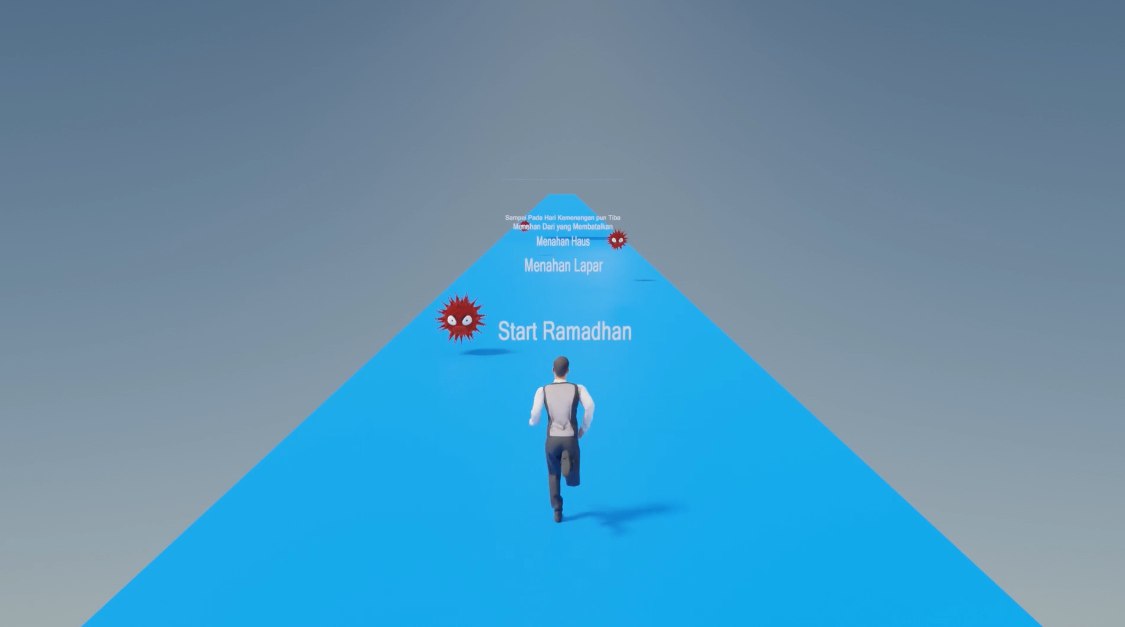 Sampai Pada Hari Kemenangan pun Tiba
Menahan Dari yang Membatalkan
Menahan Haus
Menahan Lapar
Start Ramadhan